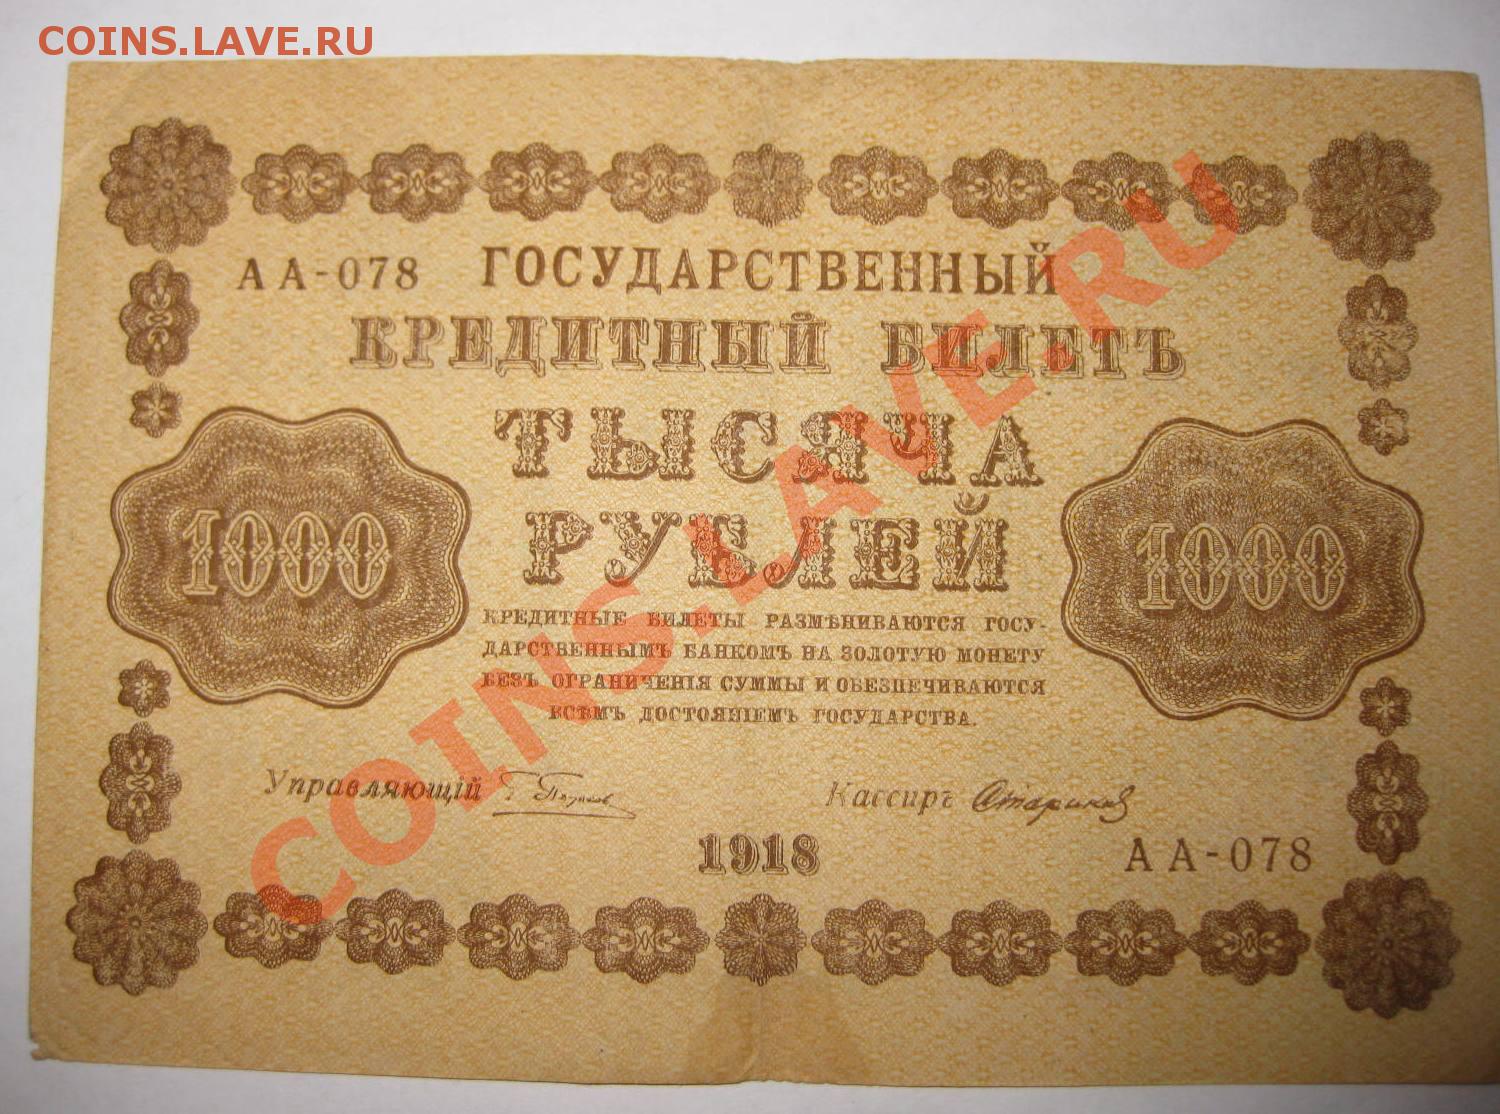 COINS.LAVE.RU
АА-078 ГОСУДАРСТВЕННЫЙ
КРЕДИТНЫЙ БИЛЕТЪ
ТЫСЯЧА
РУБЛЕЙ
1000
1000
КРЕДИТНЫЕ БИЛЕТЫ РАЗМѢНИВАЮТСЯ ГОСУ-
ДАРСТВЕННЫМЪ БАНКОМЪ НА ЗОЛОТУЮ МОНЕТУ
БЕЗЪ ОГРАНИЧЕНІЯ СУММЫ И ОБЕЗПЕЧИВАЮТСЯ
ВСѢМЪ ДОСТОЯНІЕМЪ ГОСУДАРСТВА.
Управляющій
Кассиръ
1918
АА-078
COINS.LAVE.RU